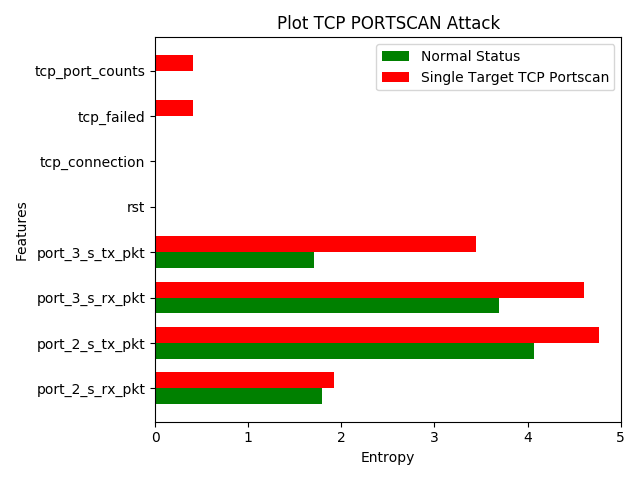 Plot TCP PORTSCAN Attack
Normal Status
Single Target TCP Portscan
Features
tcp_port_counts
tcp_failed
tcp_connection
rst
port_3_s_tx_pkt
port_3_s_rx_pkt
port_2_s_tx_pkt
port_2_s_rx_pkt
0 1 2 3 4 5
Entropy